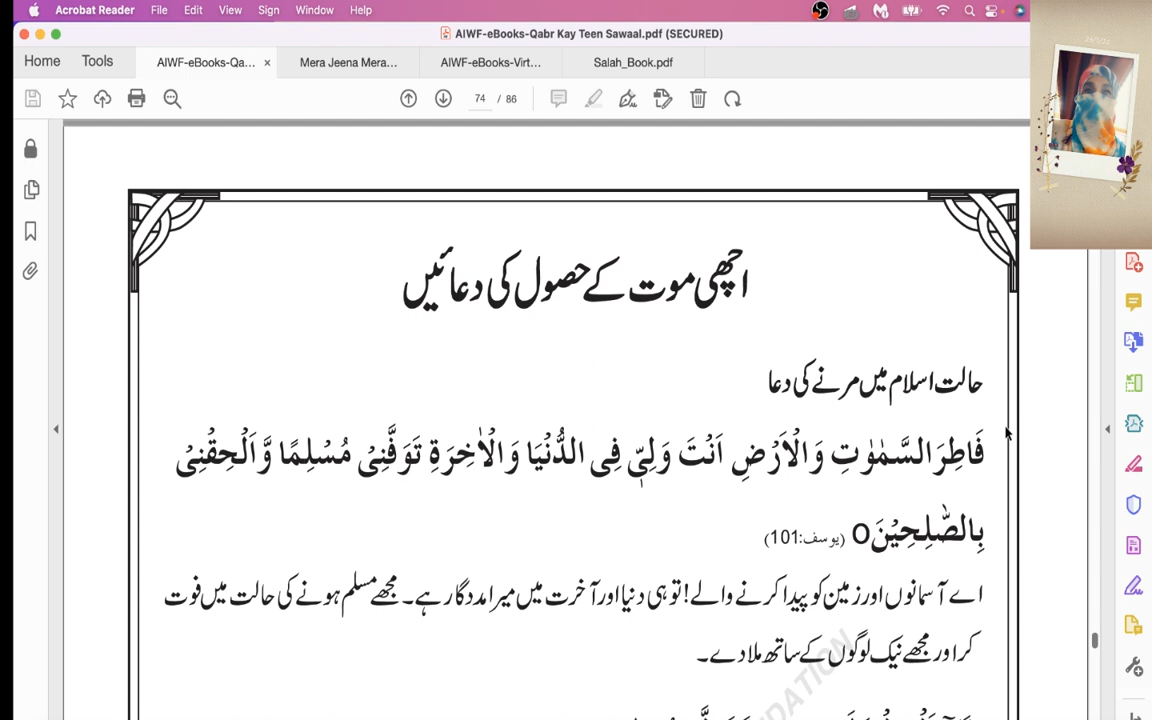 Acrobat Reader File Edit View Sign Window Help
AIWF-eBooks-Qabr Kay Teen Sawaal.pdf (SECURED)
Home Tools AIWF-eBooks-Qa... × Mera Jeena Mera... AIWF-eBooks-Virt... Salah_Book.pdf
74 / 86
اچھی موت کے حصول کی دعائیں
حالت اسلام میں مرنے کی دعا
فَاطِرَ السَّمٰوٰتِ وَالْاَرْضِ اَنْتَ وَلِیّٖ فِی الدُّنْیَا وَالْاٰخِرَةِ تَوَفَّنِیْ مُسْلِمًا وَّاَلْحِقْنِیْ
بِالصّٰلِحِیْنَo (یوسف:101)
اے آسمانوں اور زمین کو پیدا کرنے والے! تو ہی دنیا اور آخرت میں میرا مددگار ہے۔ مجھے مسلم ہونے کی حالت میں فوت
کر اور مجھے نیک لوگوں کے ساتھ ملا دے۔